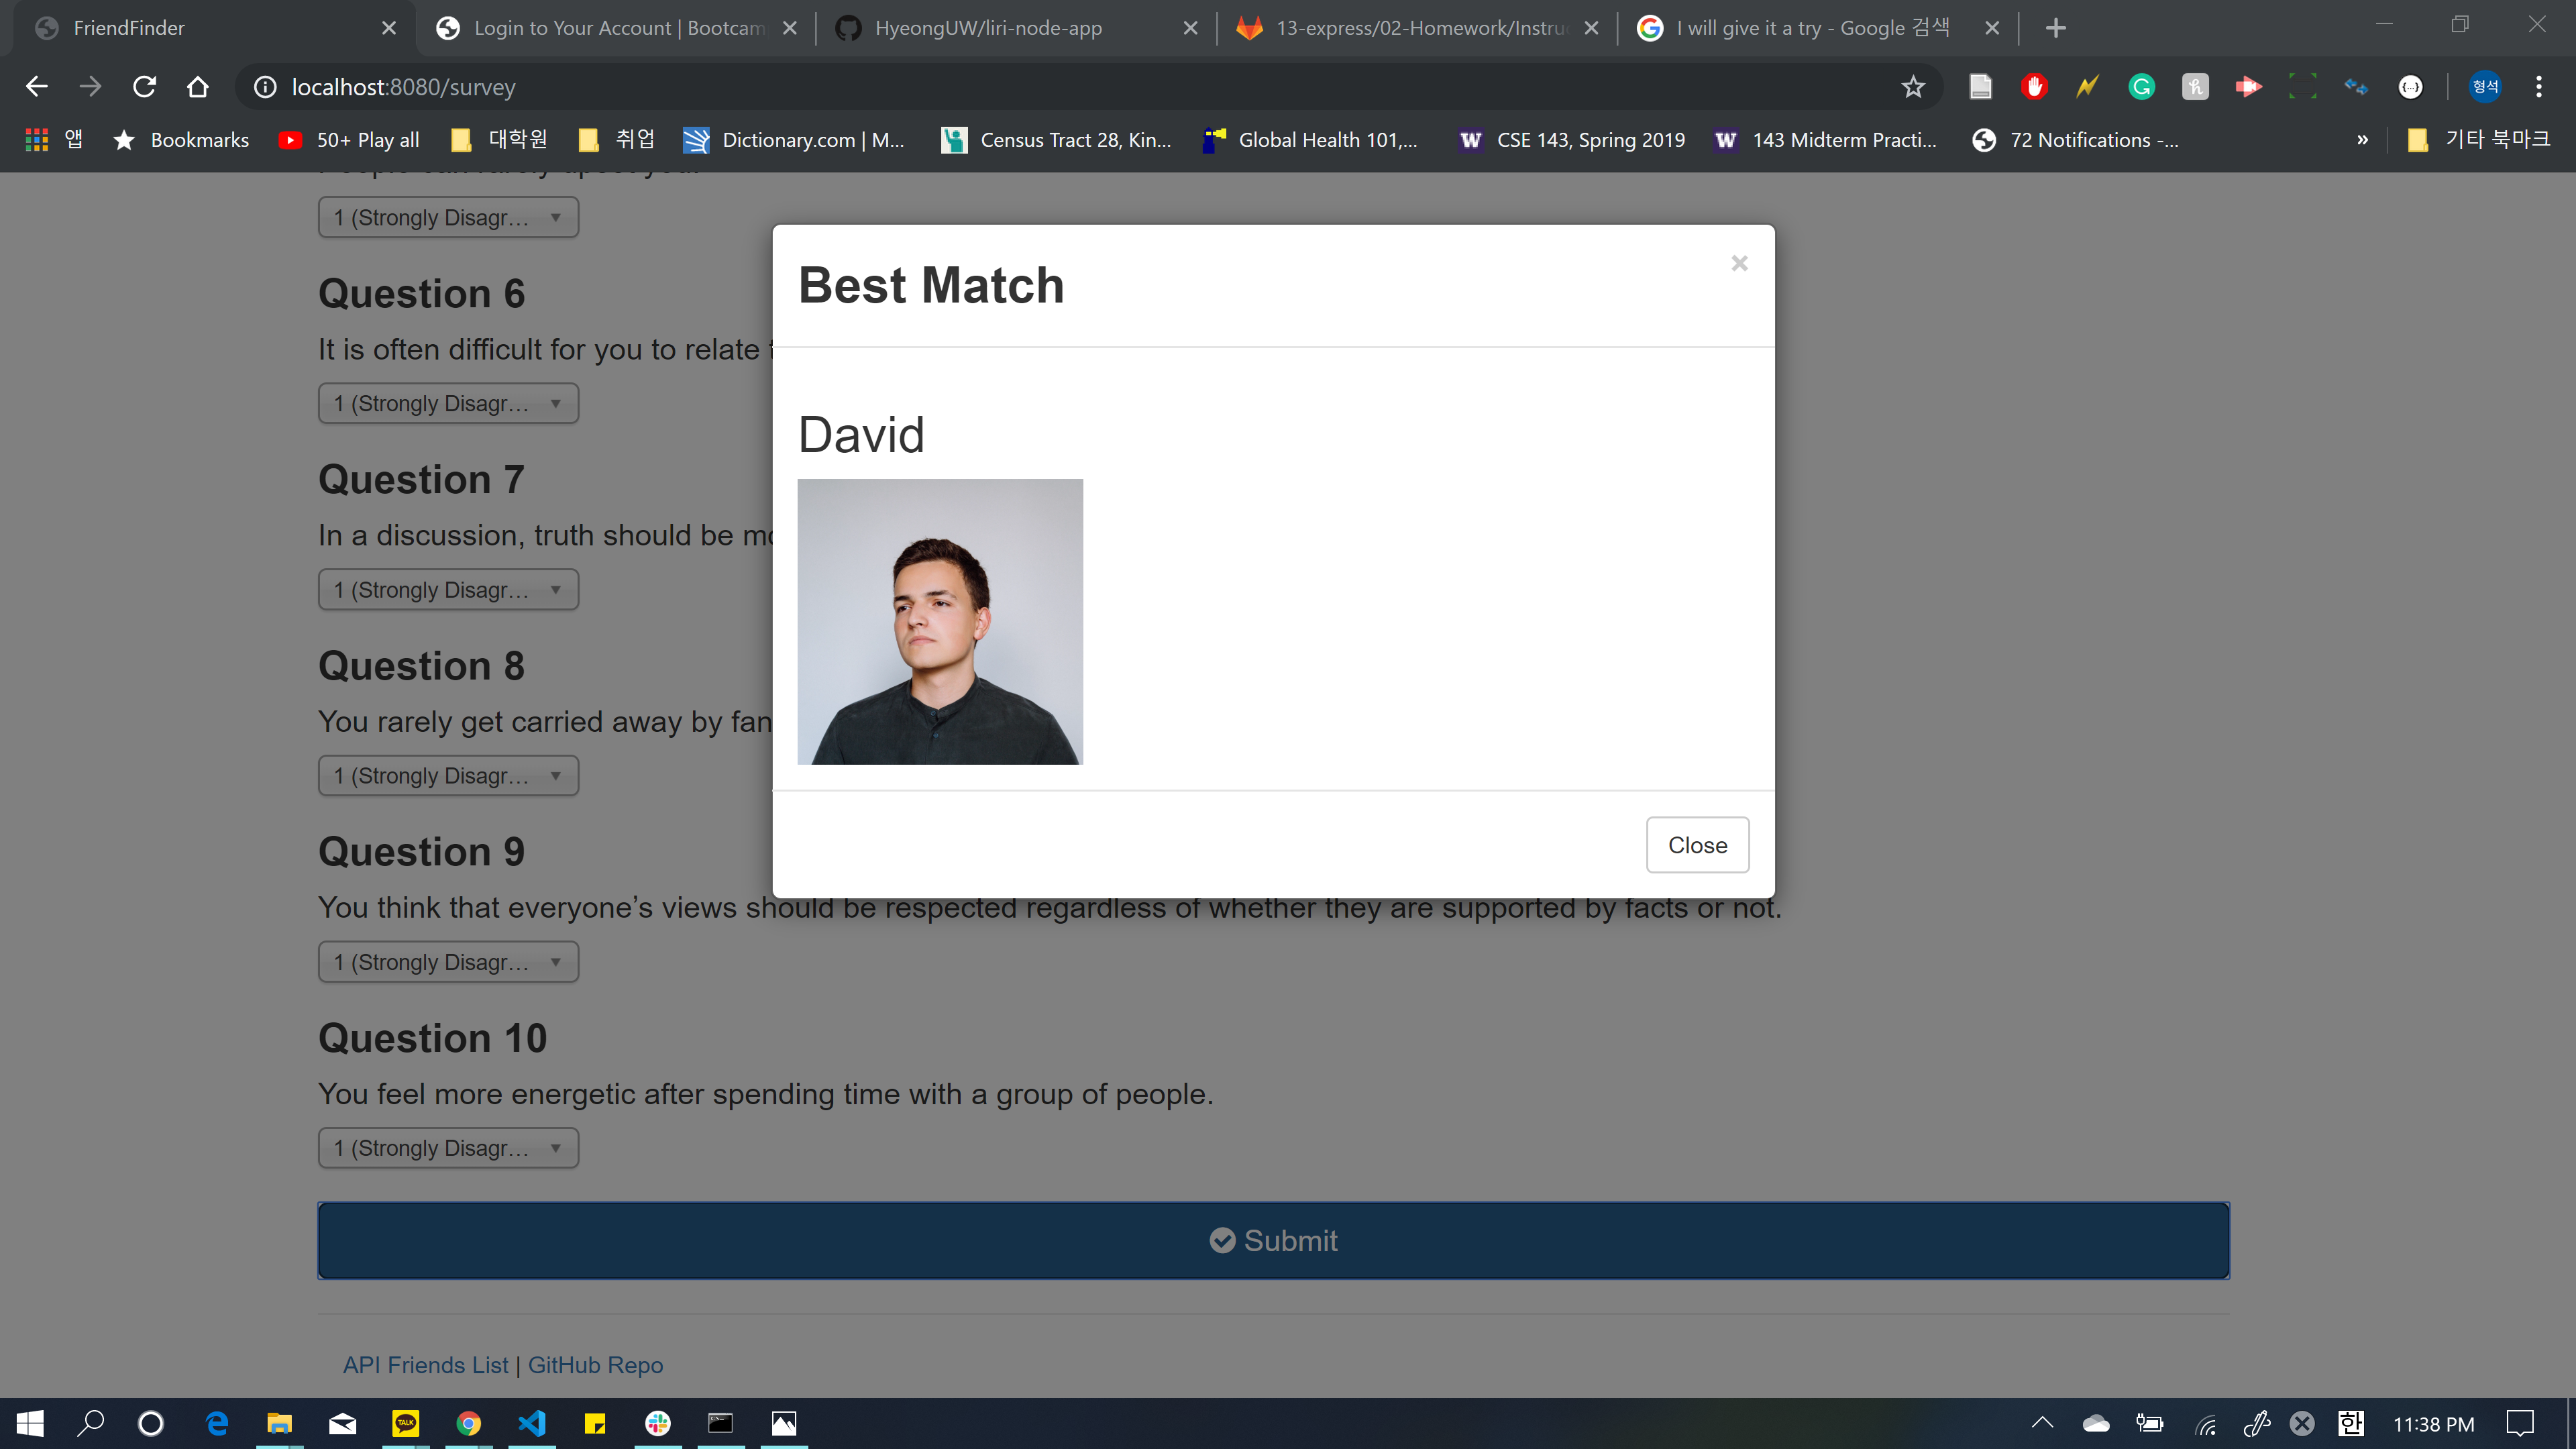 FriendFinder
Login to Your Account | Bootcam
HyeongUW/liri-node-app
13-express/02-Homework/Instruc
I will give it a try - Google 검색
localhost:8080/survey
형석
앱
Bookmarks
50+ Play all
대학원
취업
Dictionary.com | M...
Census Tract 28, Kin...
Global Health 101,...
CSE 143, Spring 2019
143 Midterm Practi...
72 Notifications -...
»
기타 북마크
1 (Strongly Disagr…
Question 6
It is often difficult for you to relate
1 (Strongly Disagr…
Question 7
In a discussion, truth should be
1 (Strongly Disagr…
Question 8
You rarely get carried away by
1 (Strongly Disagr…
Question 9
You think that everyone’s views should be respected regardless of whether they are supported by facts or not.
1 (Strongly Disagr…
Question 10
You feel more energetic after spending time with a group of people.
1 (Strongly Disagr…
Submit
API Friends List | GitHub Repo
Best Match
×
David
Close
TALK
한
11:38 PM